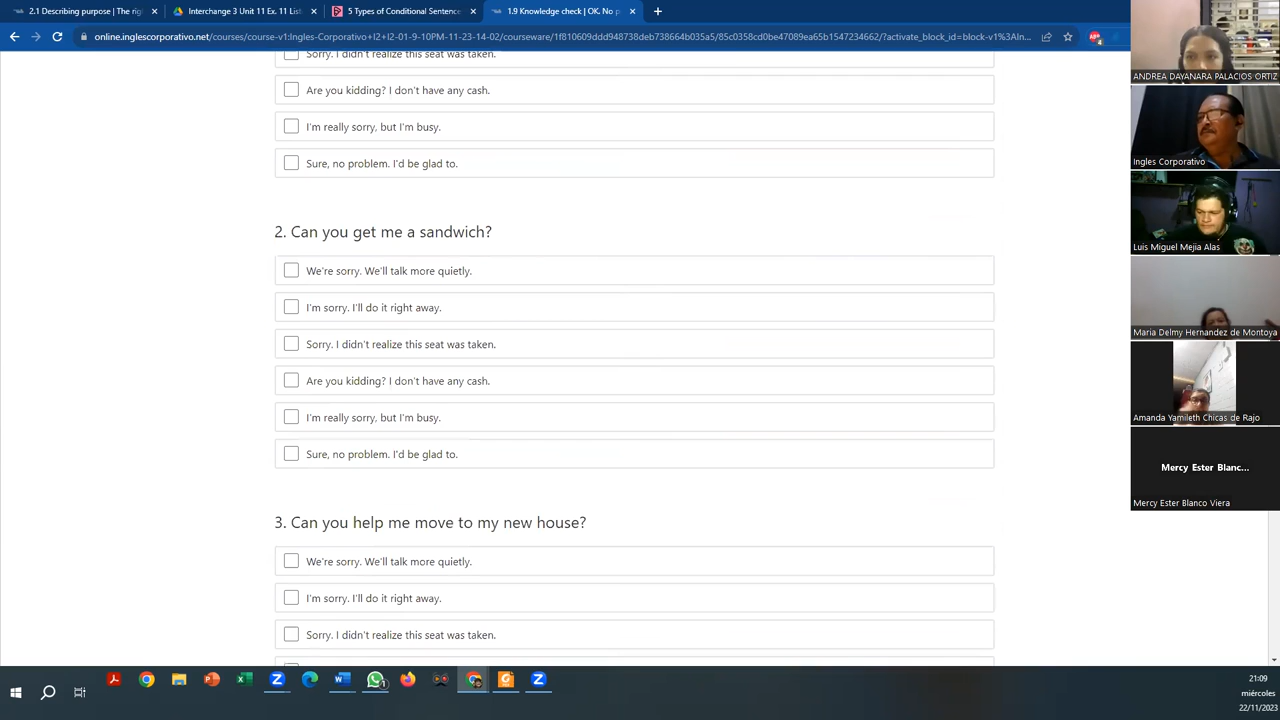 2.1 Describing purpose | The rig
Interchange 3 Unit 11 Ex. 11 List
5 Types of Conditional Sentence
1.9 Knowledge check | OK. No p
online.inglescorporativo.net/courses/course-v1:Ingles-Corporativo+I2+I2-01-9-10PM-11-23-14-02/courseware/1f810609ddd948738deb738664b035a5/85c0358cd0be47089ea65b1547234662/?activate_block_id=block-v1%3AIn...
Sorry. I didn't realize this seat was taken.
Are you kidding? I don't have any cash.
I'm really sorry, but I'm busy.
Sure, no problem. I'd be glad to.
2. Can you get me a sandwich?
We're sorry. We'll talk more quietly.
I'm sorry. I'll do it right away.
Sorry. I didn't realize this seat was taken.
Are you kidding? I don't have any cash.
I'm really sorry, but I'm busy.
Sure, no problem. I'd be glad to.
3. Can you help me move to my new house?
We're sorry. We'll talk more quietly.
I'm sorry. I'll do it right away.
Sorry. I didn't realize this seat was taken.
ANDREA DAYANARA PALACIOS ORTIZ
Ingles Corporativo
Luis Miguel Mejia Alas
Maria Delmy Hernandez de Montoya
Amanda Yamileth Chicas de Rajo
Mercy Ester Blanc...
Mercy Ester Blanco Viera
21:09
miércoles
22/11/2023